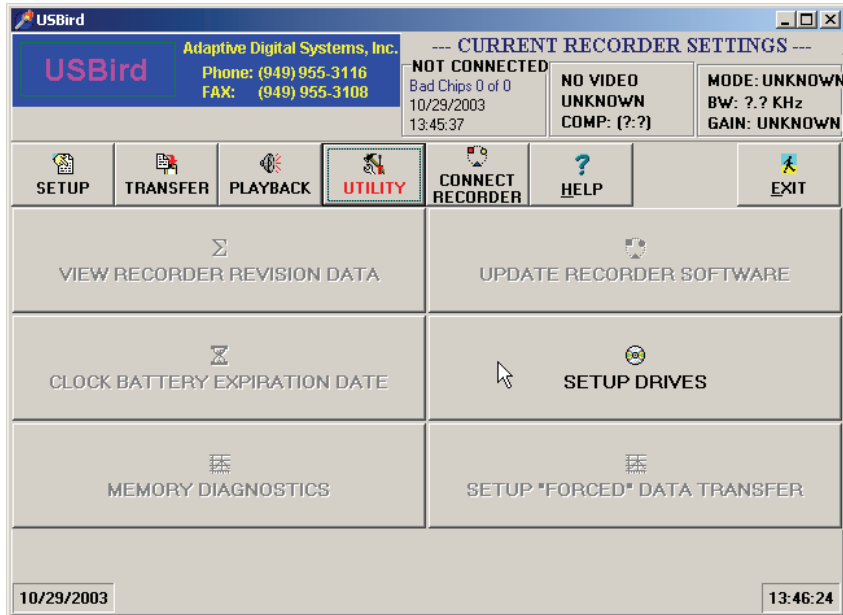 USBird
USBird
Adaptive Digital Systems, Inc.
Phone: (949) 955-3116
FAX: (949) 955-3108
--- CURRENT RECORDER SETTINGS ---
NOT CONNECTED
Bad Chips 0 of 0
10/29/2003
13:45:37
NO VIDEO
UNKNOWN
COMP: (?:?)
MODE: UNKNOWN
BW: ?.? KHz
GAIN: UNKNOWN
SETUP
TRANSFER
PLAYBACK
UTILITY
CONNECT
RECORDER
HELP
EXIT
VIEW RECORDER REVISION DATA
UPDATE RECORDER SOFTWARE
CLOCK BATTERY EXPIRATION DATE
SETUP DRIVES
MEMORY DIAGNOSTICS
SETUP "FORCED" DATA TRANSFER
10/29/2003
13:46:24